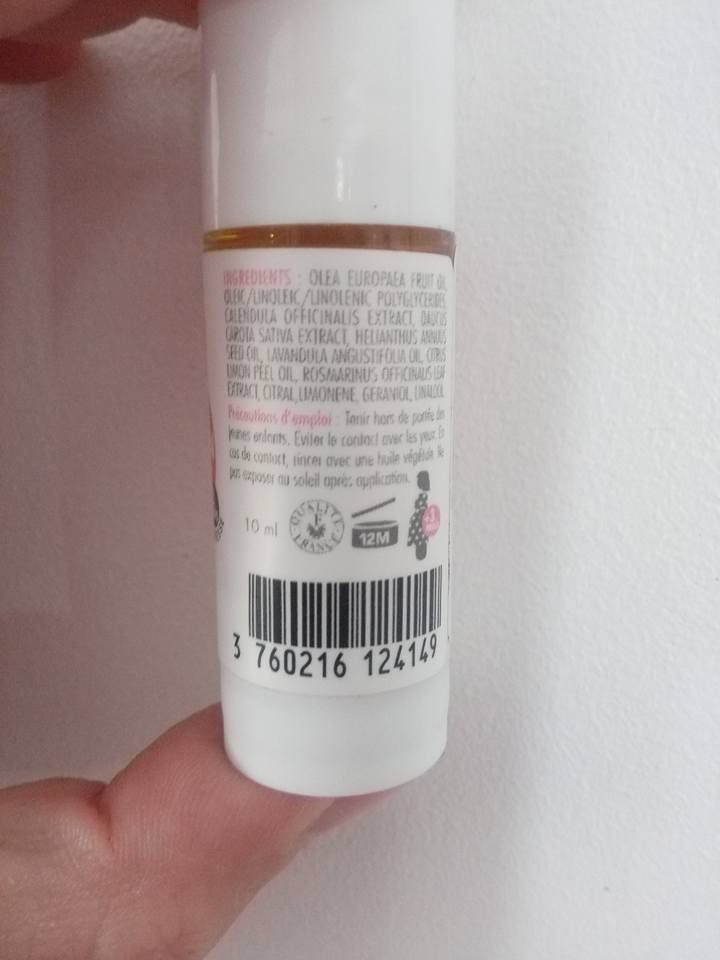 INGREDIENTS : OLEA EUROPAEA FRUIT OIL,
OLEIC/LINOLEIC/LINOLENIC POLYGLYCERIDES,
CALENDULA OFFICINALIS EXTRACT, DAUCUS
CAROTA SATIVA EXTRACT, HELIANTHUS ANNUUS
SEED OIL, LAVANDULA ANGUSTIFOLIA OIL, CITRUS
LIMON PEEL OIL, ROSMARINUS OFFICINALIS LEAF
EXTRACT, CITRAL, LIMONENE, GERANIOL, LINALOOL
Précautions d'emploi : Tenir hors de portée des
jeunes enfants. Eviter le contact avec les yeux. En
cas de contact, rincer avec une huile végétale. Ne
pas exposer au soleil après application.
10 ml
QUALITE
FRANCE
12M
3 760216 124149